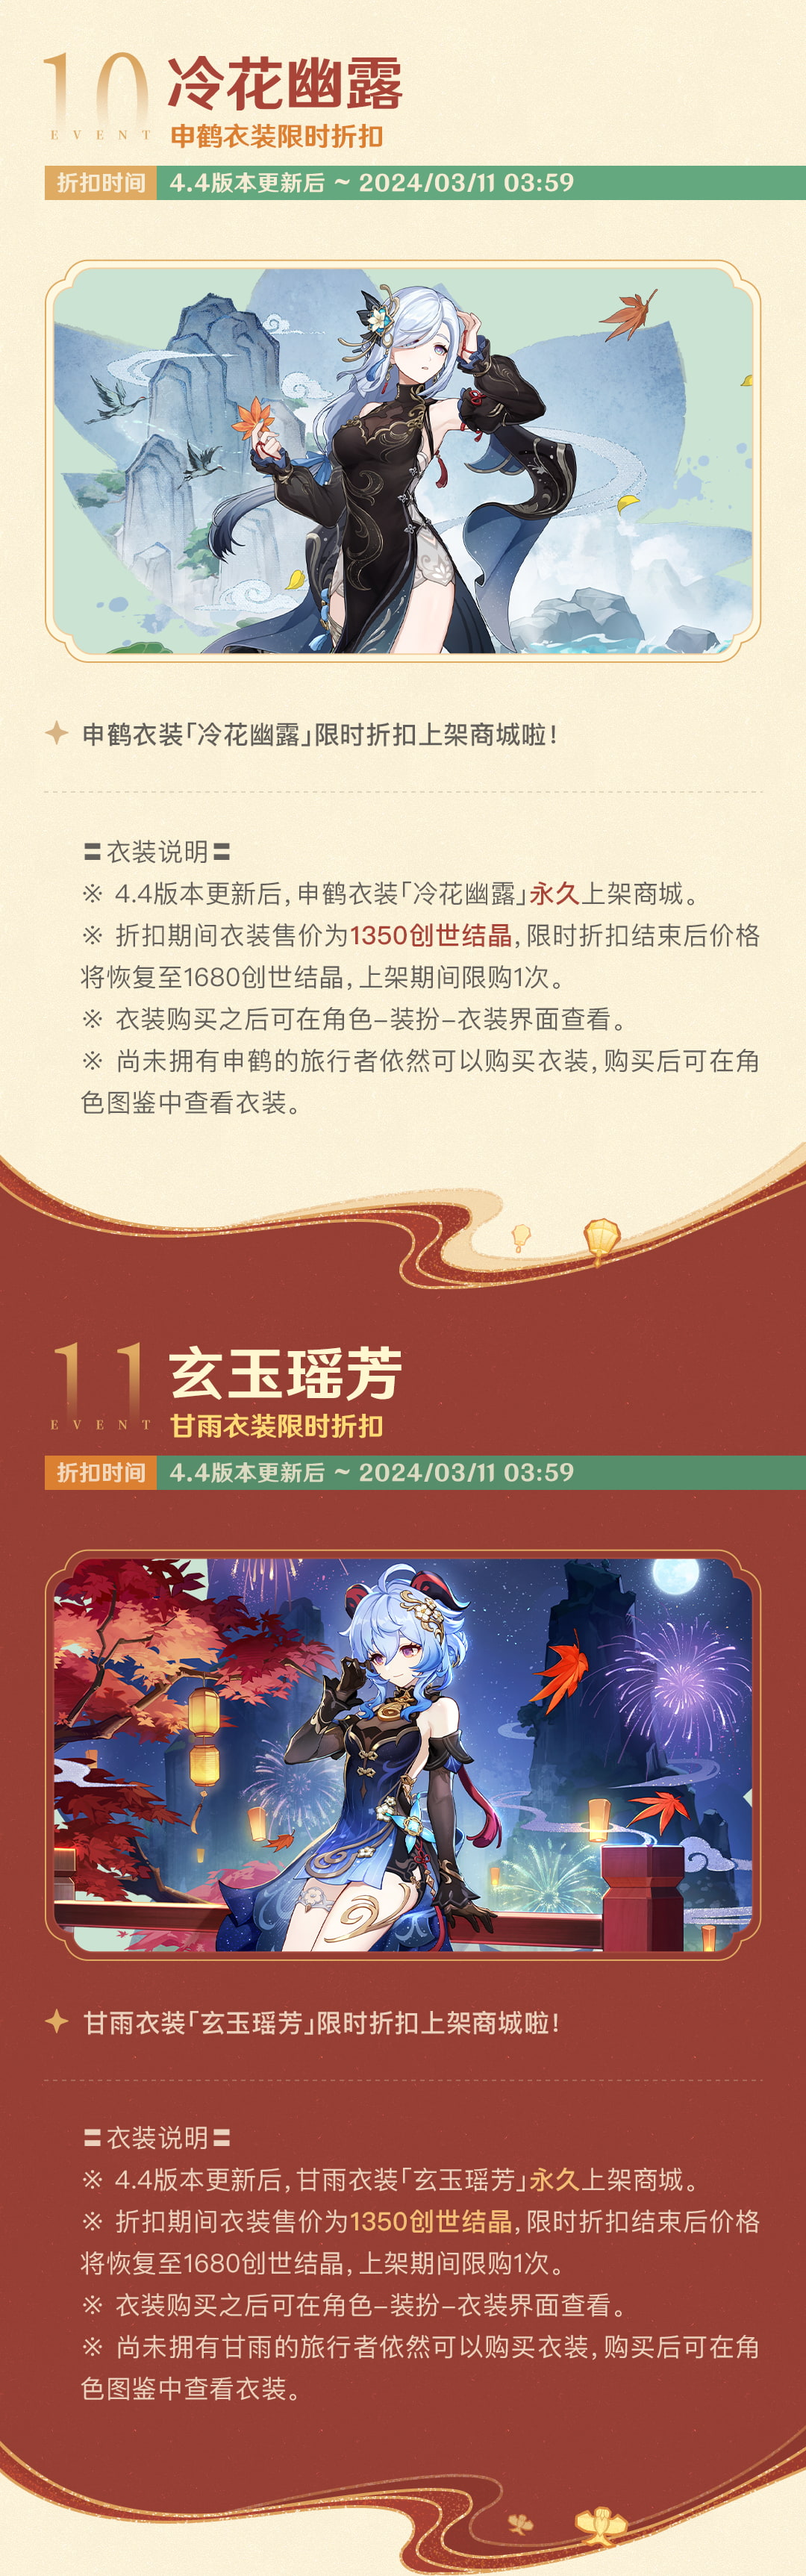 10
EVENT
冷花幽露
申鹤衣装限时折扣
折扣时间 4.4版本更新后 ~ 2024/03/11 03:59
申鹤衣装「冷花幽露」限时折扣上架商城啦!
〓衣装说明〓
※ 4.4版本更新后,申鹤衣装「冷花幽露」永久上架商城。
※ 折扣期间衣装售价为1350创世结晶,限时折扣结束后价格
将恢复至1680创世结晶,上架期间限购1次。
※ 衣装购买之后可在角色-装扮-衣装界面查看。
※ 尚未拥有申鹤的旅行者依然可以购买衣装,购买后可在角
色图鉴中查看衣装。
11
EVENT
玄玉瑶芳
甘雨衣装限时折扣
折扣时间 4.4版本更新后 ~ 2024/03/11 03:59
甘雨衣装「玄玉瑶芳」限时折扣上架商城啦!
〓衣装说明〓
※ 4.4版本更新后,甘雨衣装「玄玉瑶芳」永久上架商城。
※ 折扣期间衣装售价为1350创世结晶,限时折扣结束后价格
将恢复至1680创世结晶,上架期间限购1次。
※ 衣装购买之后可在角色-装扮-衣装界面查看。
※ 尚未拥有甘雨的旅行者依然可以购买衣装,购买后可在角
色图鉴中查看衣装。